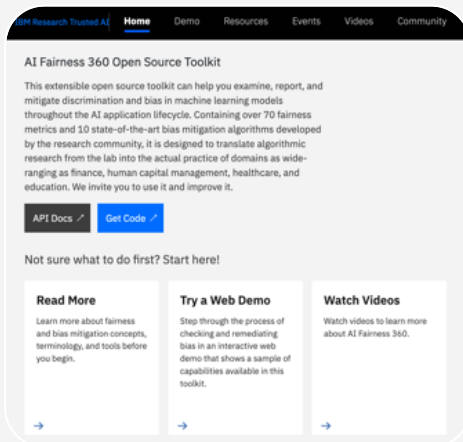 IBM Research Trusted AI Home Demo Resources Events Videos Community
AI Fairness 360 Open Source Toolkit
This extensible open source toolkit can help you examine, report, and
mitigate discrimination and bias in machine learning models
throughout the AI application lifecycle. Containing over 70 fairness
metrics and 10 state-of-the-art bias mitigation algorithms developed
by the research community, it is designed to translate algorithmic
research from the lab into the actual practice of domains as wide-
ranging as finance, human capital management, healthcare, and
education. We invite you to use it and improve it.
API Docs ↗ Get Code ↗
Not sure what to do first? Start here!
Read More
Learn more about fairness
and bias mitigation concepts,
terminology, and tools before
you begin.
→
Try a Web Demo
Step through the process of
checking and remediating
bias in an interactive web
demo that shows a sample of
capabilities available in this
toolkit.
→
Watch Videos
Watch videos to learn more
about AI Fairness 360.
→